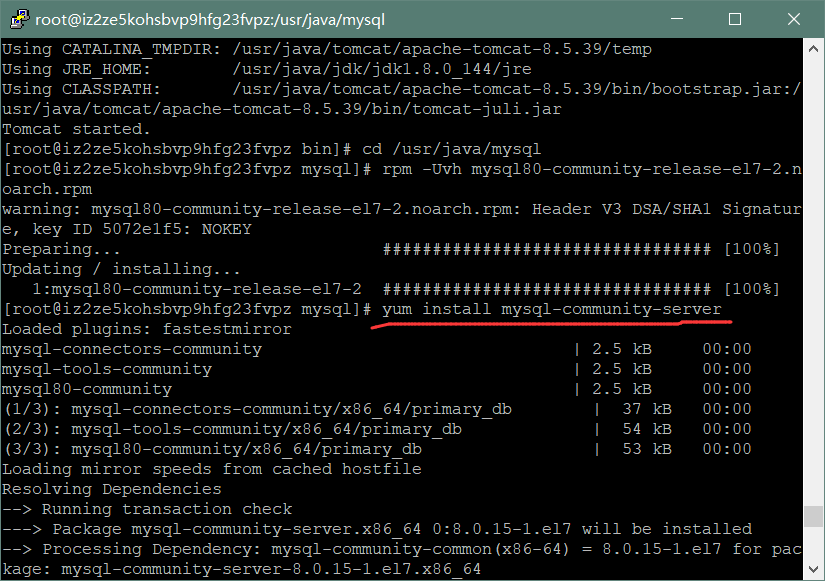 root@iz2ze5kohsbvp9hfg23fvpz:/usr/java/mysql
Using CATALINA_TMPDIR: /usr/java/tomcat/apache-tomcat-8.5.39/temp
Using JRE_HOME:        /usr/java/jdk/jdk1.8.0_144/jre
Using CLASSPATH:       /usr/java/tomcat/apache-tomcat-8.5.39/bin/bootstrap.jar:/
usr/java/tomcat/apache-tomcat-8.5.39/bin/tomcat-juli.jar
Tomcat started.
[root@iz2ze5kohsbvp9hfg23fvpz bin]# cd /usr/java/mysql
[root@iz2ze5kohsbvp9hfg23fvpz mysql]# rpm -Uvh mysql80-community-release-el7-2.n
oarch.rpm
warning: mysql80-community-release-el7-2.noarch.rpm: Header V3 DSA/SHA1 Signatur
e, key ID 5072e1f5: NOKEY
Preparing...                          ################################# [100%]
Updating / installing...
   1:mysql80-community-release-el7-2  ################################# [100%]
[root@iz2ze5kohsbvp9hfg23fvpz mysql]# yum install mysql-community-server
Loaded plugins: fastestmirror
mysql-connectors-community                               | 2.5 kB     00:00
mysql-tools-community                                    | 2.5 kB     00:00
mysql80-community                                        | 2.5 kB     00:00
(1/3): mysql-connectors-community/x86_64/primary_db        |  37 kB   00:00
(2/3): mysql-tools-community/x86_64/primary_db             |  54 kB   00:00
(3/3): mysql80-community/x86_64/primary_db                 |  53 kB   00:00
Loading mirror speeds from cached hostfile
Resolving Dependencies
--> Running transaction check
---> Package mysql-community-server.x86_64 0:8.0.15-1.el7 will be installed
--> Processing Dependency: mysql-community-common(x86-64) = 8.0.15-1.el7 for pac
kage: mysql-community-server-8.0.15-1.el7.x86_64